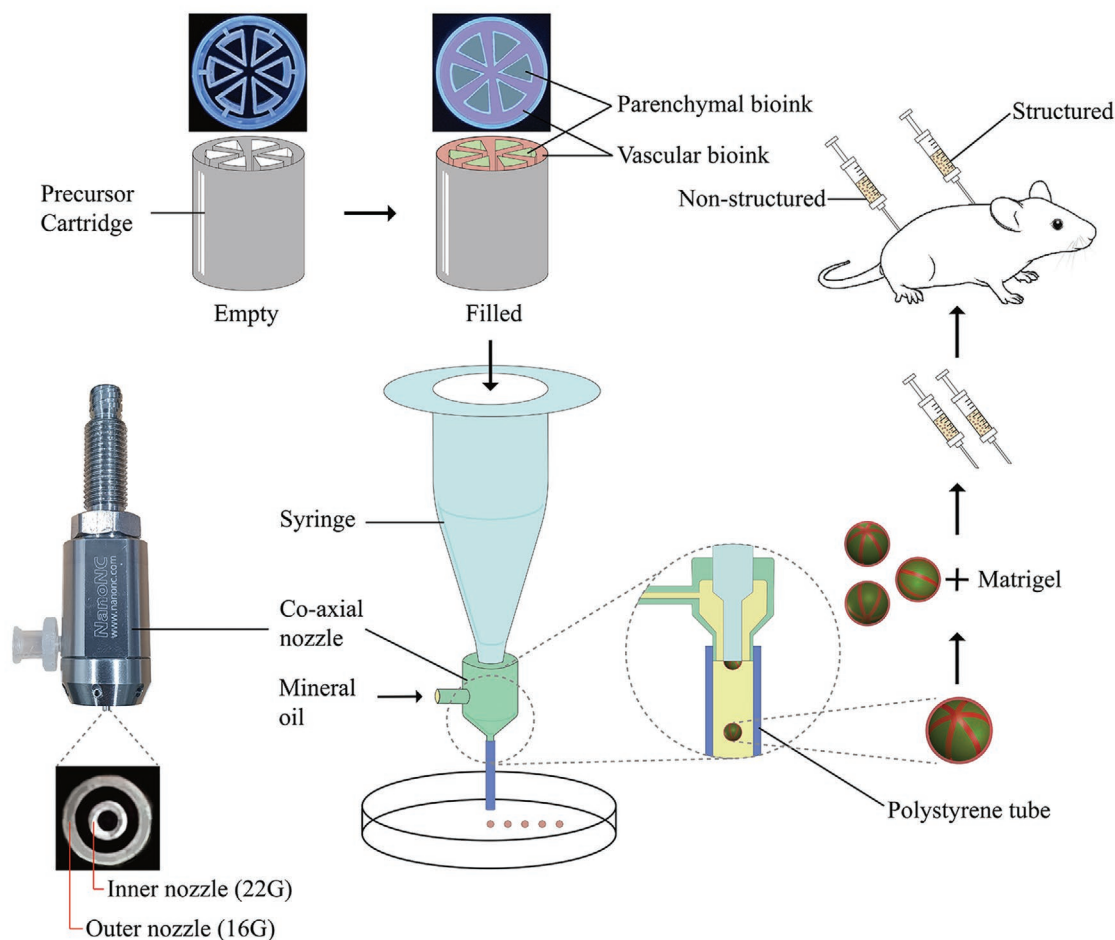 Parenchymal bioink
Vascular bioink
Structured
Non-structured
Precursor
Cartridge
Empty
Filled
Syringe
Co-axial
nozzle
Mineral
oil
NanoNC
www.nanonc.com
Matrigel
Polystyrene tube
Inner nozzle (22G)
Outer nozzle (16G)